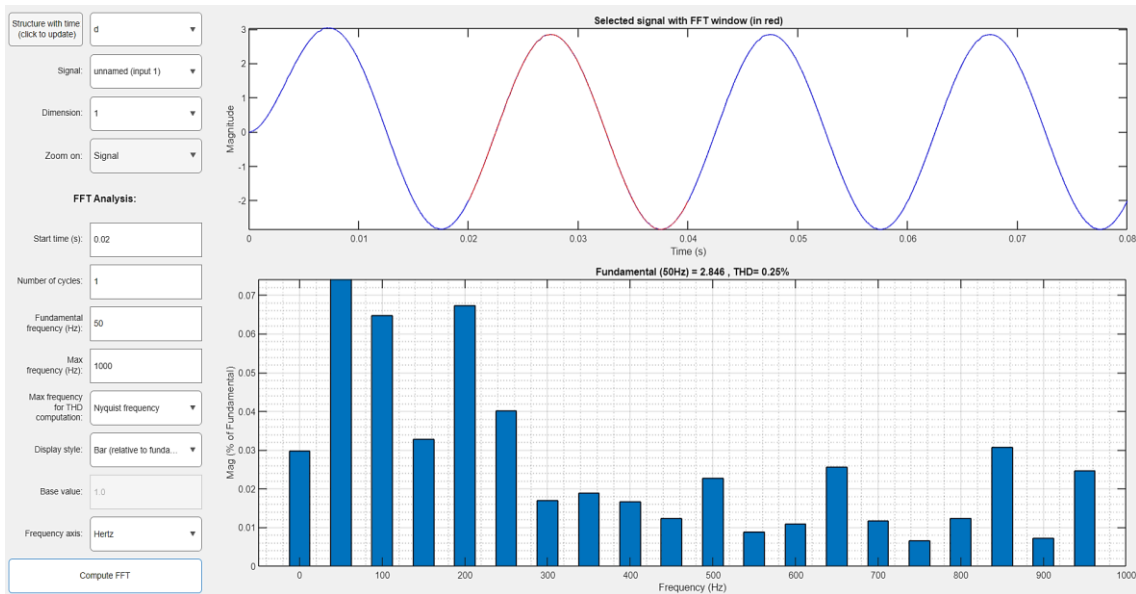 Structure with time
(click to update)
d
Signal:
unnamed (input 1)
Dimension:
1
Zoom on:
Signal
FFT Analysis:
Start time (s):
0.02
Number of cycles:
1
Fundamental
frequency (Hz):
50
Max
frequency (Hz):
1000
Max frequency
for THD
computation:
Nyquist frequency
Display style:
Bar (relative to funda...
Base value:
1.0
Frequency axis:
Hertz
Compute FFT
Selected signal with FFT window (in red)
Magnitude
3
2
1
0
-1
-2
0 0.01 0.02 0.03 0.04 0.05 0.06 0.07 0.08
Time (s)
Fundamental (50Hz) = 2.846 , THD= 0.25%
Mag (% of Fundamental)
0.07
0.06
0.05
0.04
0.03
0.02
0.01
0
0 100 200 300 400 500 600 700 800 900 1000
Frequency (Hz)